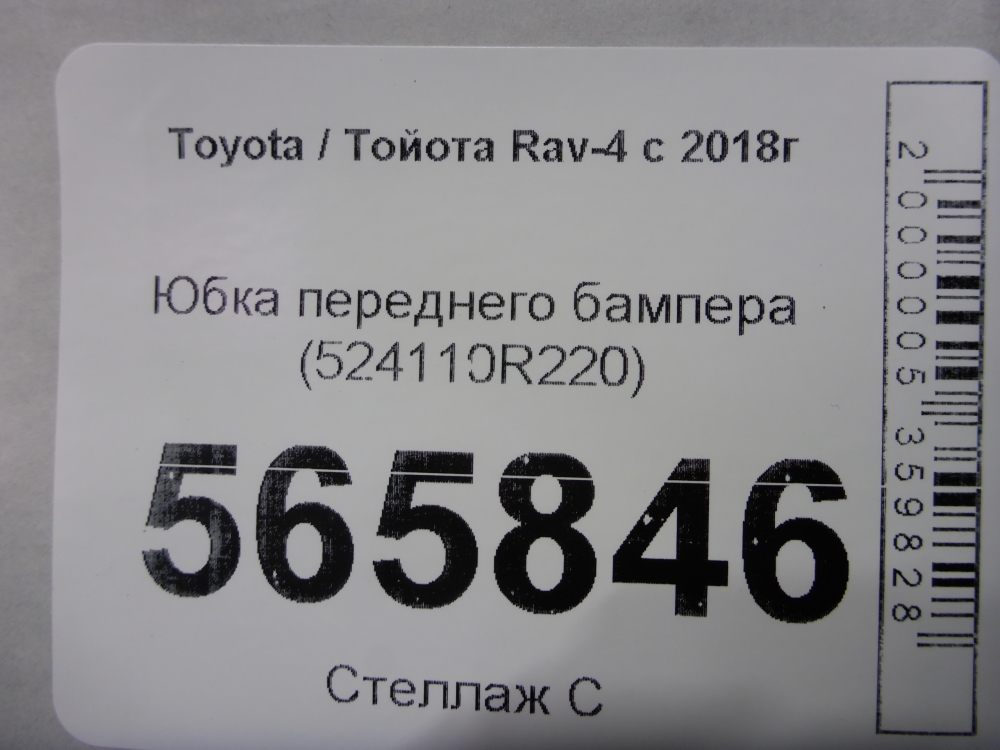 Toyota / Тойота Rav-4 с 2018г
Юбка переднего бампера
(524110R220)
565846
Стеллаж С
2000005359828